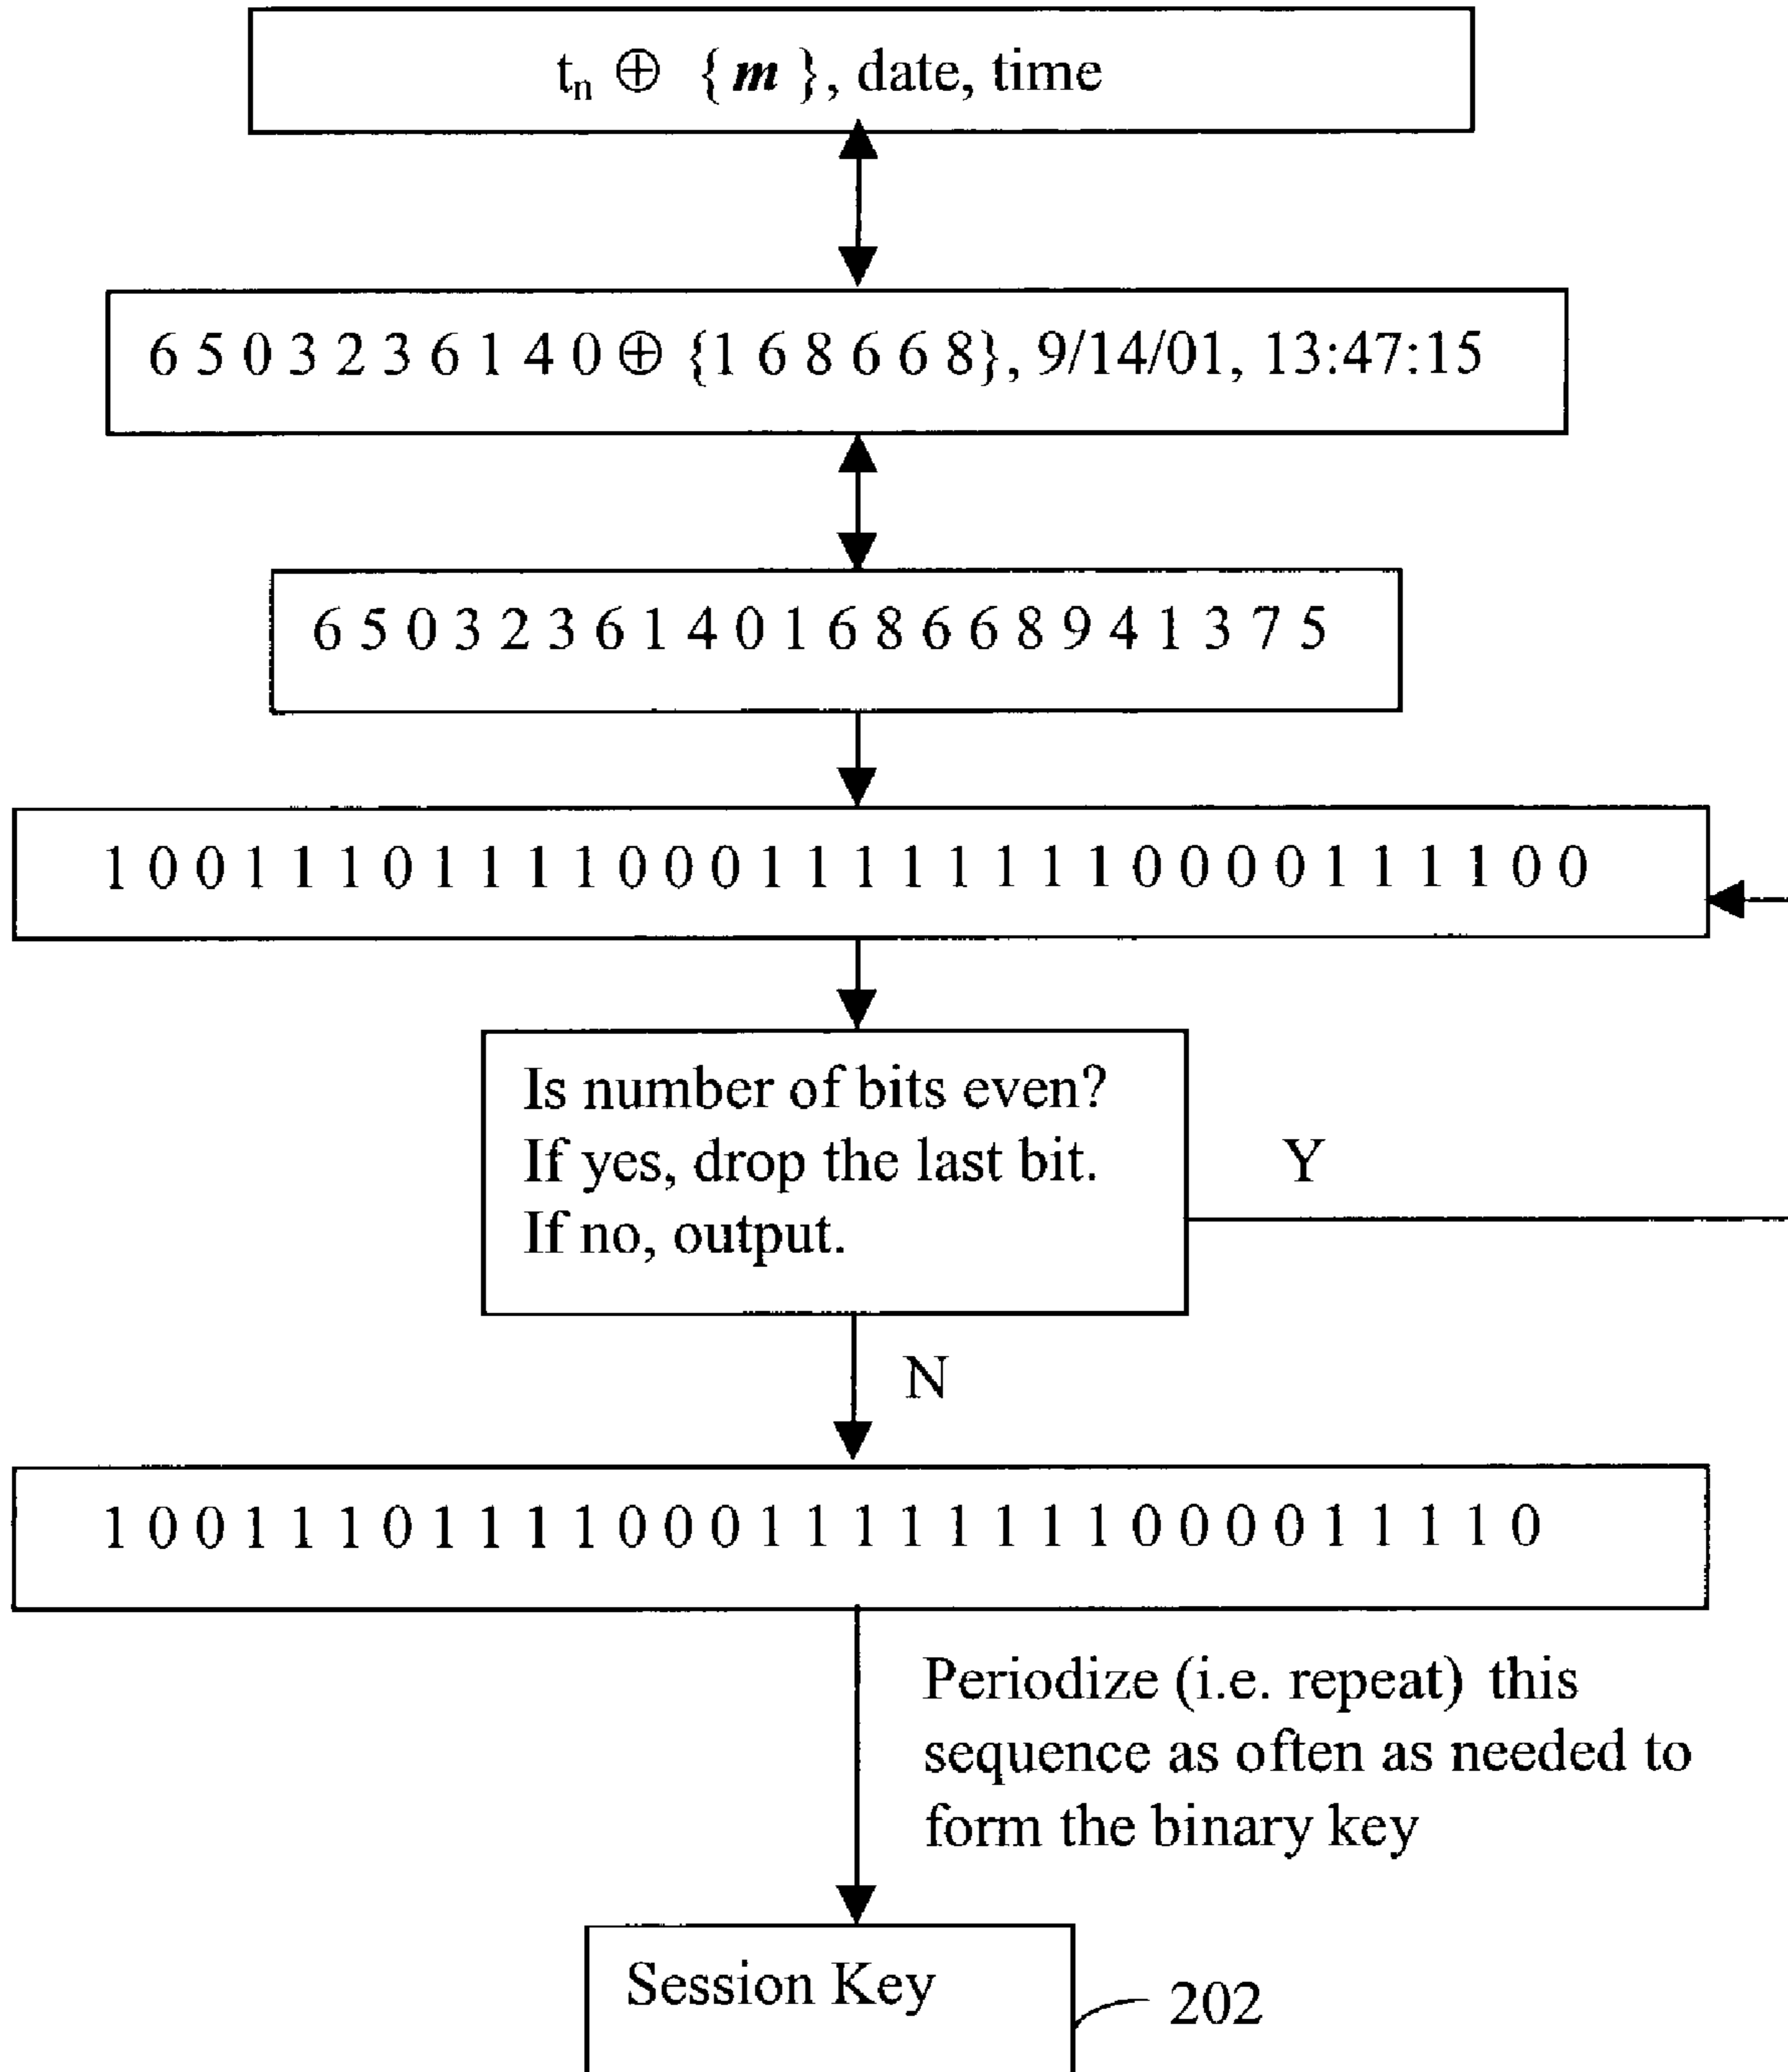 tₙ ⊕ { m }, date, time
6 5 0 3 2 3 6 1 4 0 ⊕ {1 6 8 6 6 8}, 9/14/01, 13:47:15
6 5 0 3 2 3 6 1 4 0 1 6 8 6 6 8 9 4 1 3 7 5
1 0 0 1 1 1 0 1 1 1 1 0 0 0 1 1 1 1 1 1 1 1 0 0 0 0 1 1 1 1 0 0
Is number of bits even?
If yes, drop the last bit.
If no, output.
Y
N
1 0 0 1 1 1 0 1 1 1 1 0 0 0 1 1 1 1 1 1 1 1 0 0 0 0 1 1 1 1 0
Periodize (i.e. repeat) this
sequence as often as needed to
form the binary key
Session Key
202